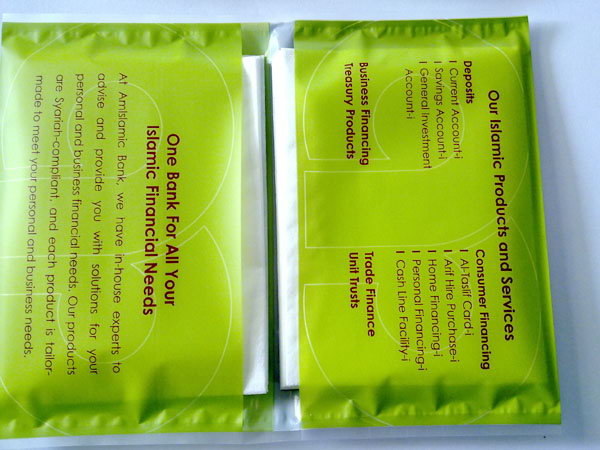 Our Islamic Products and Services
Deposits
I Current Account-i
I Savings Account-i
I General Investment
Account-i
Business Financing
Treasury Products
Consumer Financing
I Al-Taslif Card-i
I Arif Hire Purchase-i
I Home Financing-i
I Personal Financing-i
I Cash Line Facility-i
Trade Finance
Unit Trusts
One Bank For All Your
Islamic Financial Needs
At AmIslamic Bank, we have in-house experts to
advise and provide you with solutions for your
personal and business financial needs. Our products
are Syariah-compliant, and each product is tailor-
made to meet your personal and business needs.